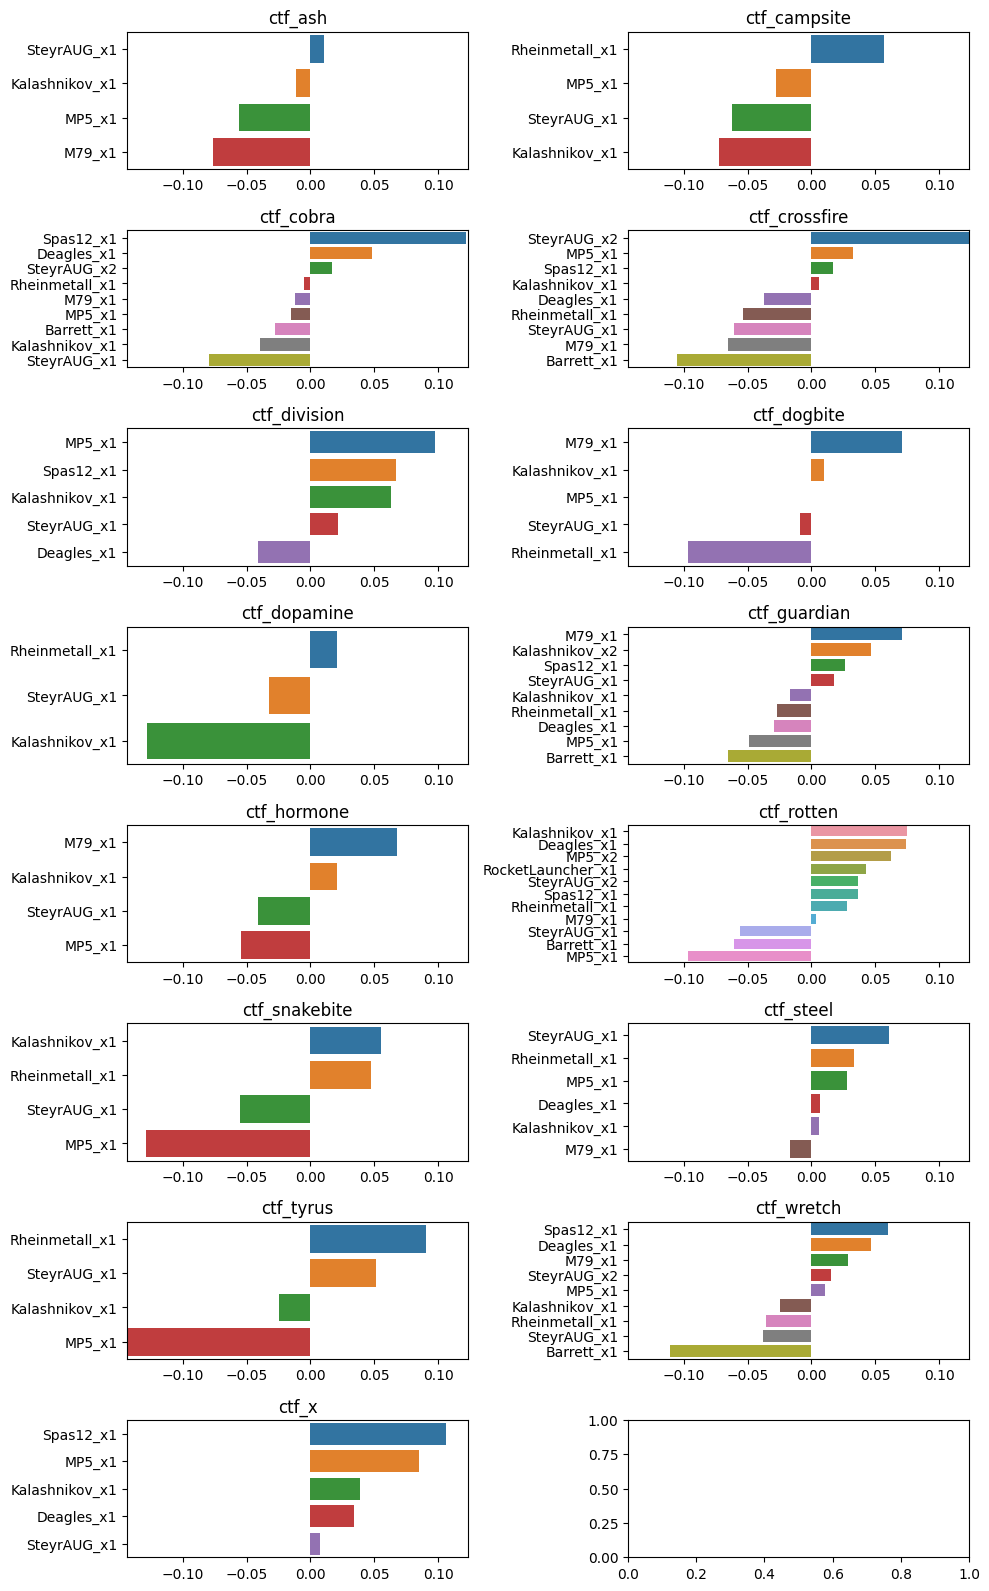 ctf_ash
SteyrAUG_x1
Kalashnikov_x1
MP5_x1
M79_x1
−0.10 −0.05 0.00 0.05 0.10
ctf_campsite
Rheinmetall_x1
MP5_x1
SteyrAUG_x1
Kalashnikov_x1
−0.10 −0.05 0.00 0.05 0.10
ctf_cobra
Spas12_x1
Deagles_x1
SteyrAUG_x2
Rheinmetall_x1
M79_x1
MP5_x1
Barrett_x1
Kalashnikov_x1
SteyrAUG_x1
−0.10 −0.05 0.00 0.05 0.10
ctf_crossfire
SteyrAUG_x2
MP5_x1
Spas12_x1
Kalashnikov_x1
Deagles_x1
Rheinmetall_x1
SteyrAUG_x1
M79_x1
Barrett_x1
−0.10 −0.05 0.00 0.05 0.10
ctf_division
MP5_x1
Spas12_x1
Kalashnikov_x1
SteyrAUG_x1
Deagles_x1
−0.10 −0.05 0.00 0.05 0.10
ctf_dogbite
M79_x1
Kalashnikov_x1
MP5_x1
SteyrAUG_x1
Rheinmetall_x1
−0.10 −0.05 0.00 0.05 0.10
ctf_dopamine
Rheinmetall_x1
SteyrAUG_x1
Kalashnikov_x1
−0.10 −0.05 0.00 0.05 0.10
ctf_guardian
M79_x1
Kalashnikov_x2
Spas12_x1
SteyrAUG_x1
Kalashnikov_x1
Rheinmetall_x1
Deagles_x1
MP5_x1
Barrett_x1
−0.10 −0.05 0.00 0.05 0.10
ctf_hormone
M79_x1
Kalashnikov_x1
SteyrAUG_x1
MP5_x1
−0.10 −0.05 0.00 0.05 0.10
ctf_rotten
Kalashnikov_x1
Deagles_x1
MP5_x2
RocketLauncher_x1
SteyrAUG_x2
Spas12_x1
Rheinmetall_x1
M79_x1
SteyrAUG_x1
Barrett_x1
MP5_x1
−0.10 −0.05 0.00 0.05 0.10
ctf_snakebite
Kalashnikov_x1
Rheinmetall_x1
SteyrAUG_x1
MP5_x1
−0.10 −0.05 0.00 0.05 0.10
ctf_steel
SteyrAUG_x1
Rheinmetall_x1
MP5_x1
Deagles_x1
Kalashnikov_x1
M79_x1
−0.10 −0.05 0.00 0.05 0.10
ctf_tyrus
Rheinmetall_x1
SteyrAUG_x1
Kalashnikov_x1
MP5_x1
−0.10 −0.05 0.00 0.05 0.10
ctf_wretch
Spas12_x1
Deagles_x1
M79_x1
SteyrAUG_x2
MP5_x1
Kalashnikov_x1
Rheinmetall_x1
SteyrAUG_x1
Barrett_x1
−0.10 −0.05 0.00 0.05 0.10
ctf_x
Spas12_x1
MP5_x1
Kalashnikov_x1
Deagles_x1
SteyrAUG_x1
−0.10 −0.05 0.00 0.05 0.10
1.00
0.75
0.50
0.25
0.00
0.0 0.2 0.4 0.6 0.8 1.0